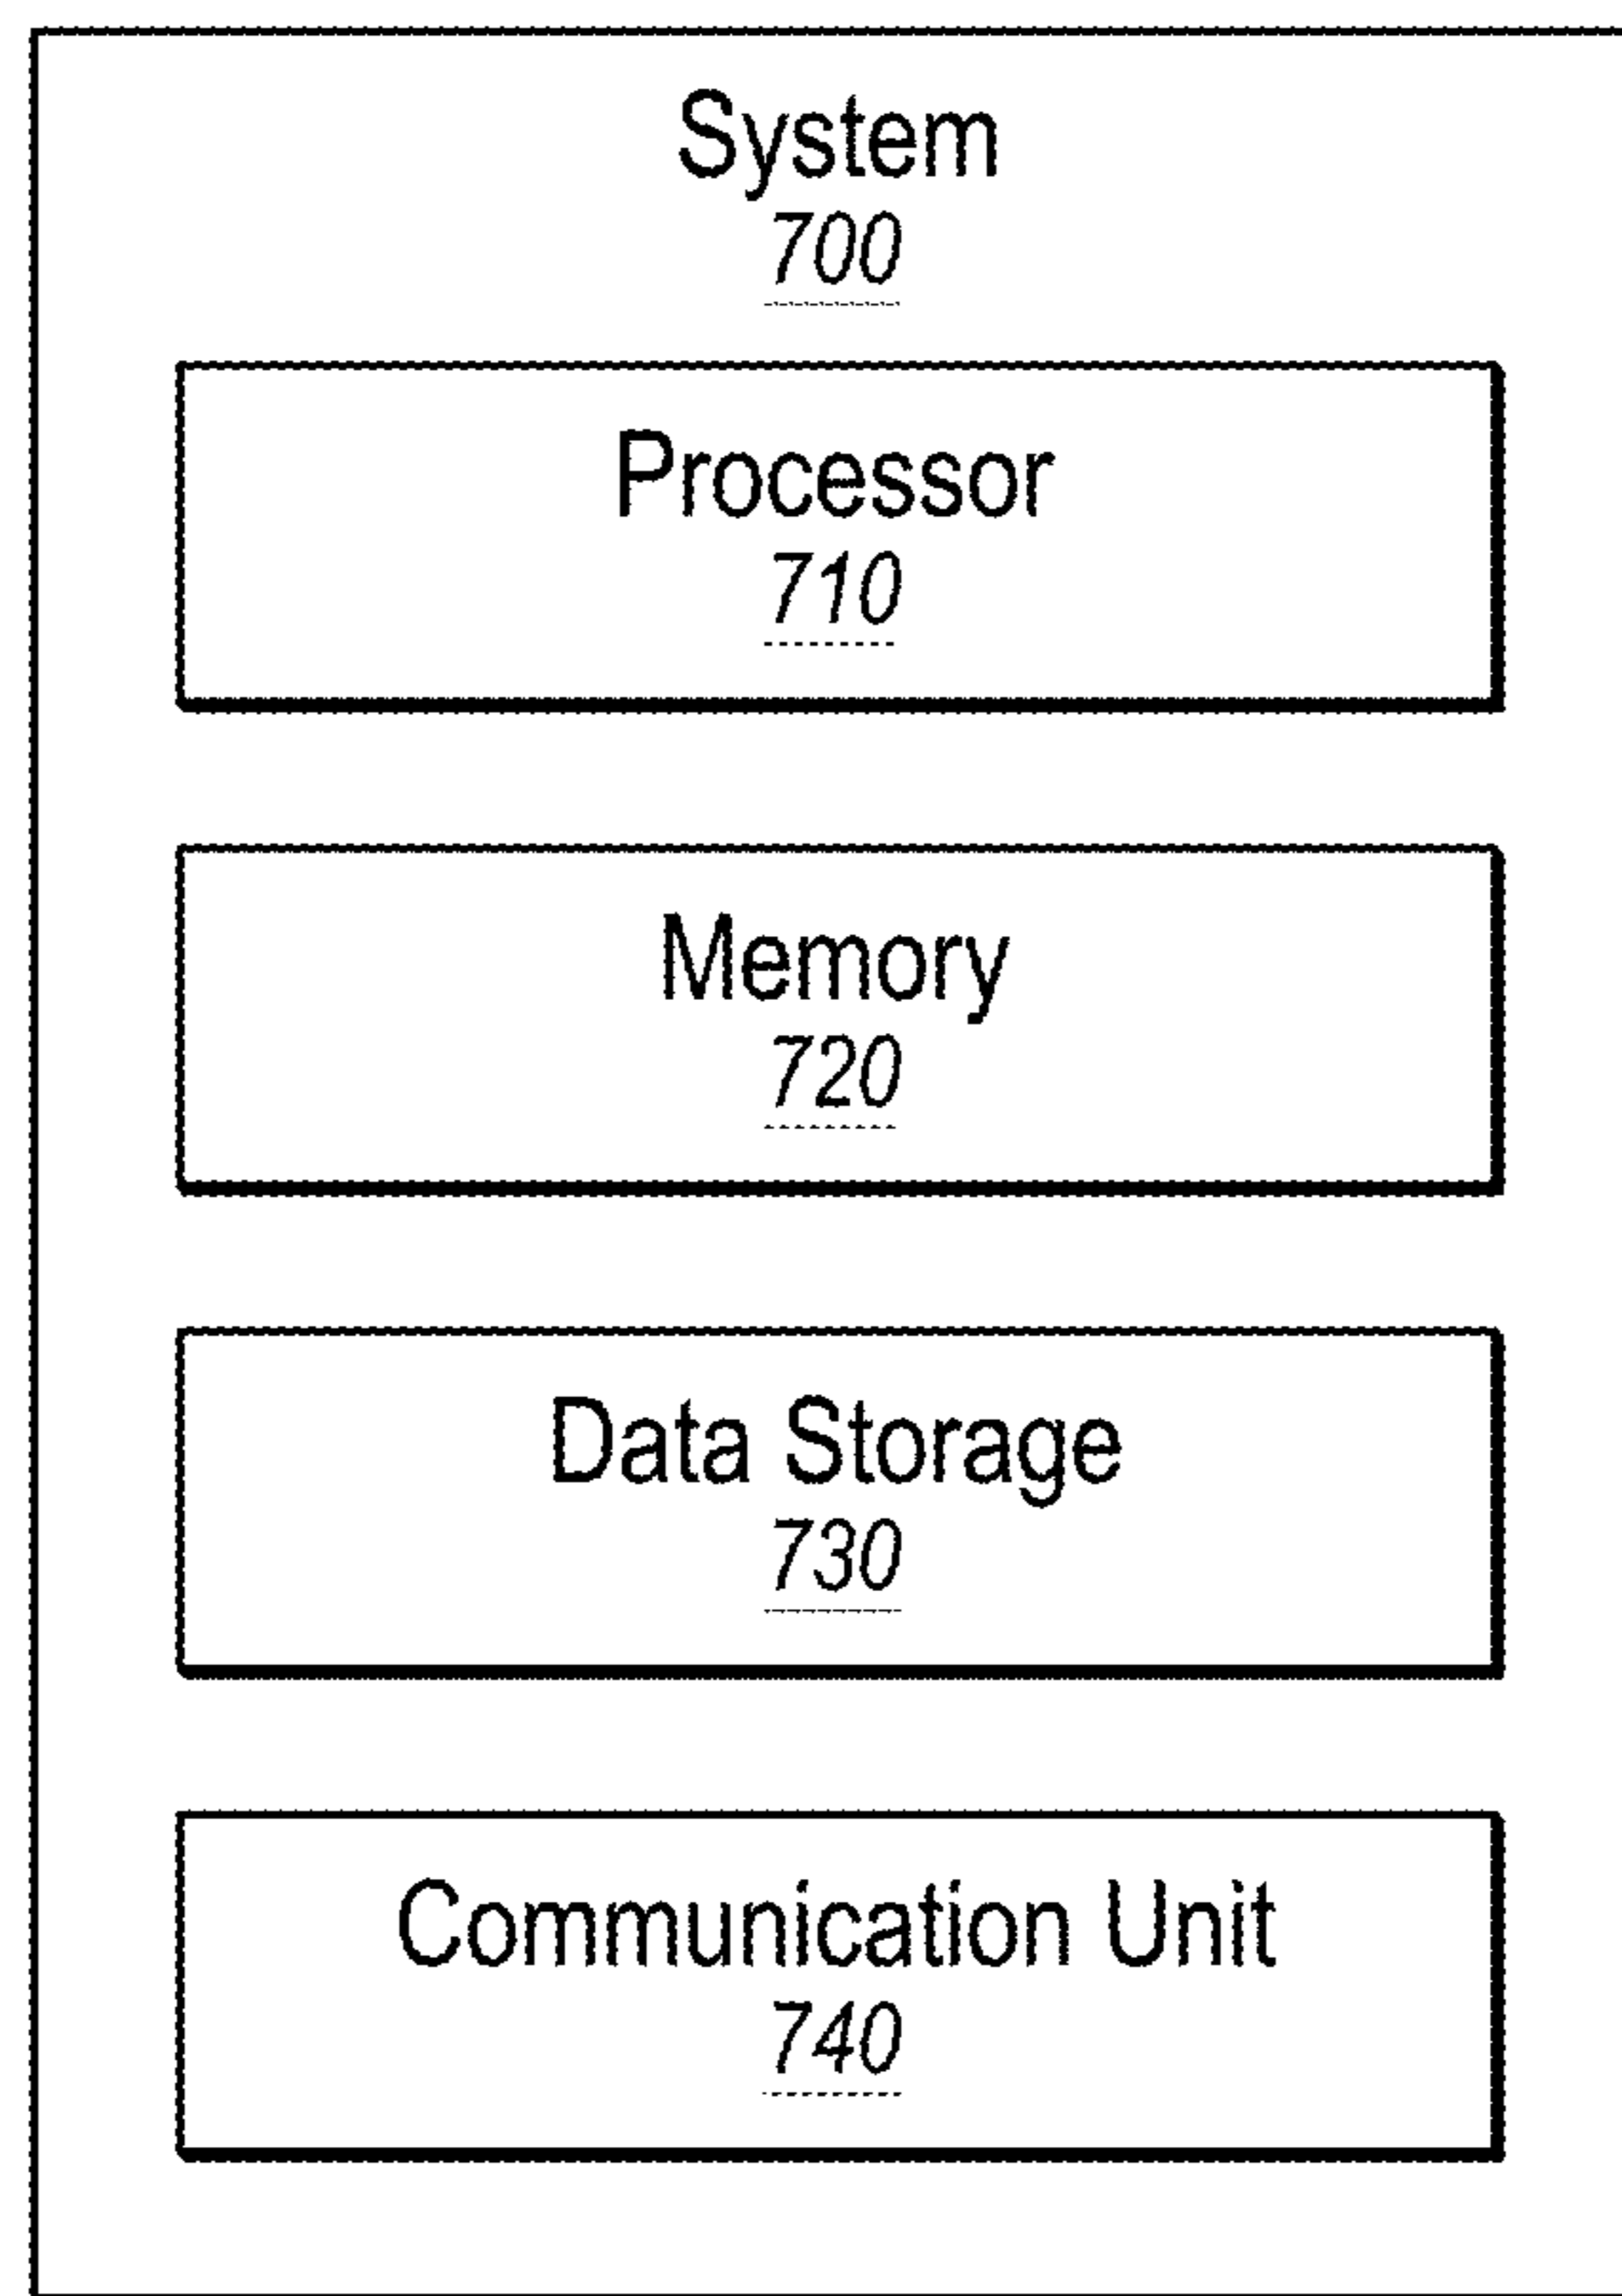 System
700
Processor
710
Memory
720
Data Storage
730
Communication Unit
740